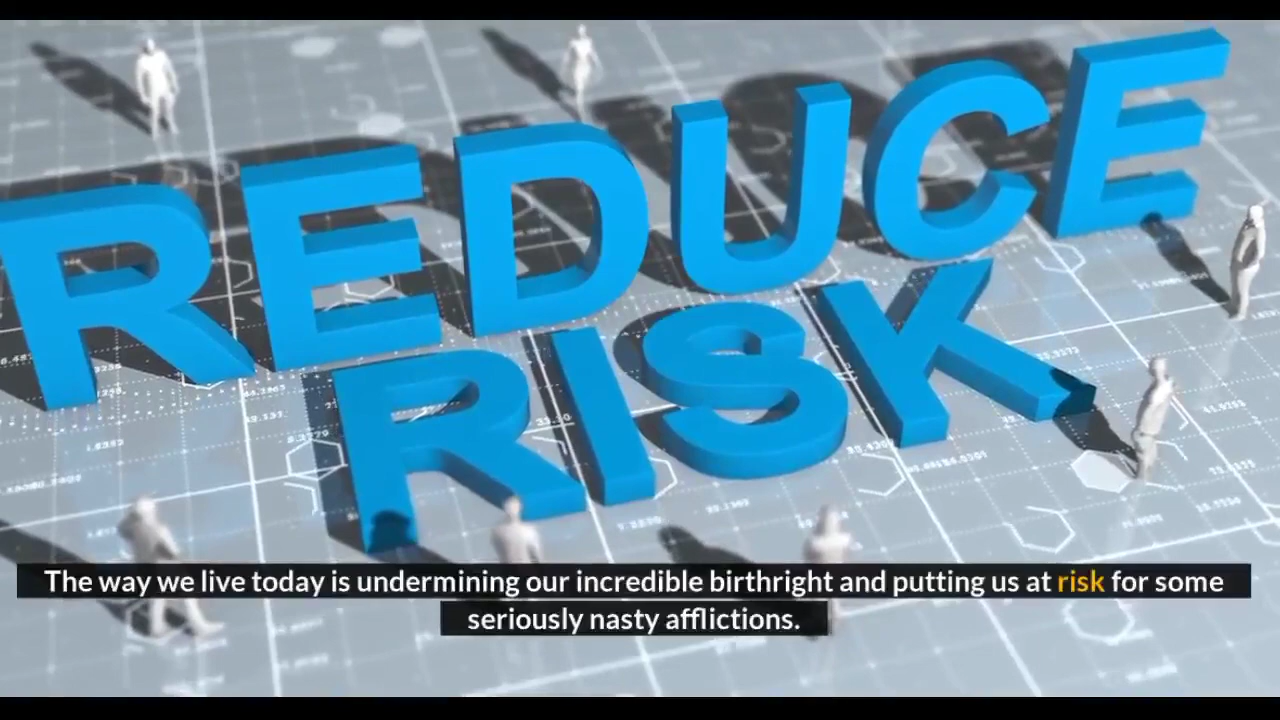 REDUCE
RISK
The way we live today is undermining our incredible birthright and putting us at risk for some
seriously nasty afflictions.